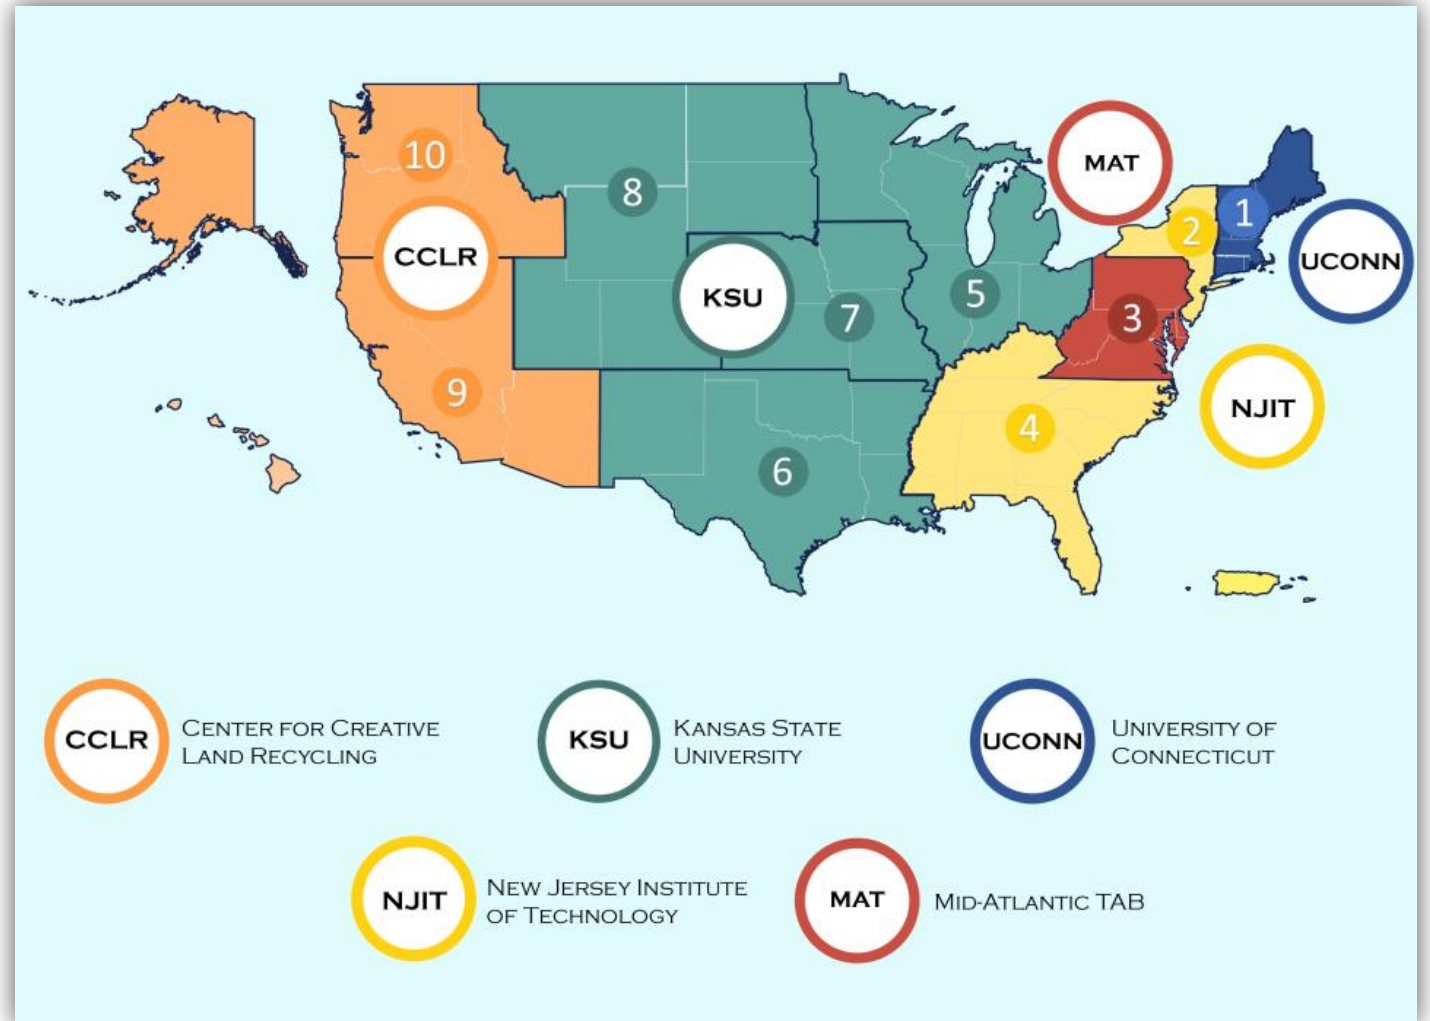 MAT
10
8
1
2
CCLR
UCONN
KSU
5
7
3
9
NJIT
4
6
CCLR
CENTER FOR CREATIVE
LAND RECYCLING
KSU
KANSAS STATE
UNIVERSITY
UCONN
UNIVERSITY OF
CONNECTICUT
NJIT
NEW JERSEY INSTITUTE
OF TECHNOLOGY
MAT
MID-ATLANTIC TAB